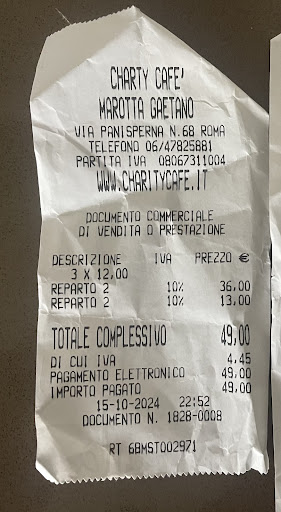 CHARTY CAFE'
MAROTTA GAETANO
VIA PANISPERNA N.68 ROMA
TELEFONO 06/47825881
PARTITA IVA 08067311004
WWW.CHARITYCAFE.IT
DOCUMENTO COMMERCIALE
DI VENDITA O PRESTAZIONE
DESCRIZIONE IVA PREZZO €
3 X 12,00
REPARTO 2 10% 36,00
REPARTO 2 10% 13,00
TOTALE COMPLESSIVO 49,00
DI CUI IVA 4,45
PAGAMENTO ELETTRONICO 49,00
IMPORTO PAGATO 49,00
15-10-2024 22:52
DOCUMENTO N. 1828-0008
RT 68MST002971